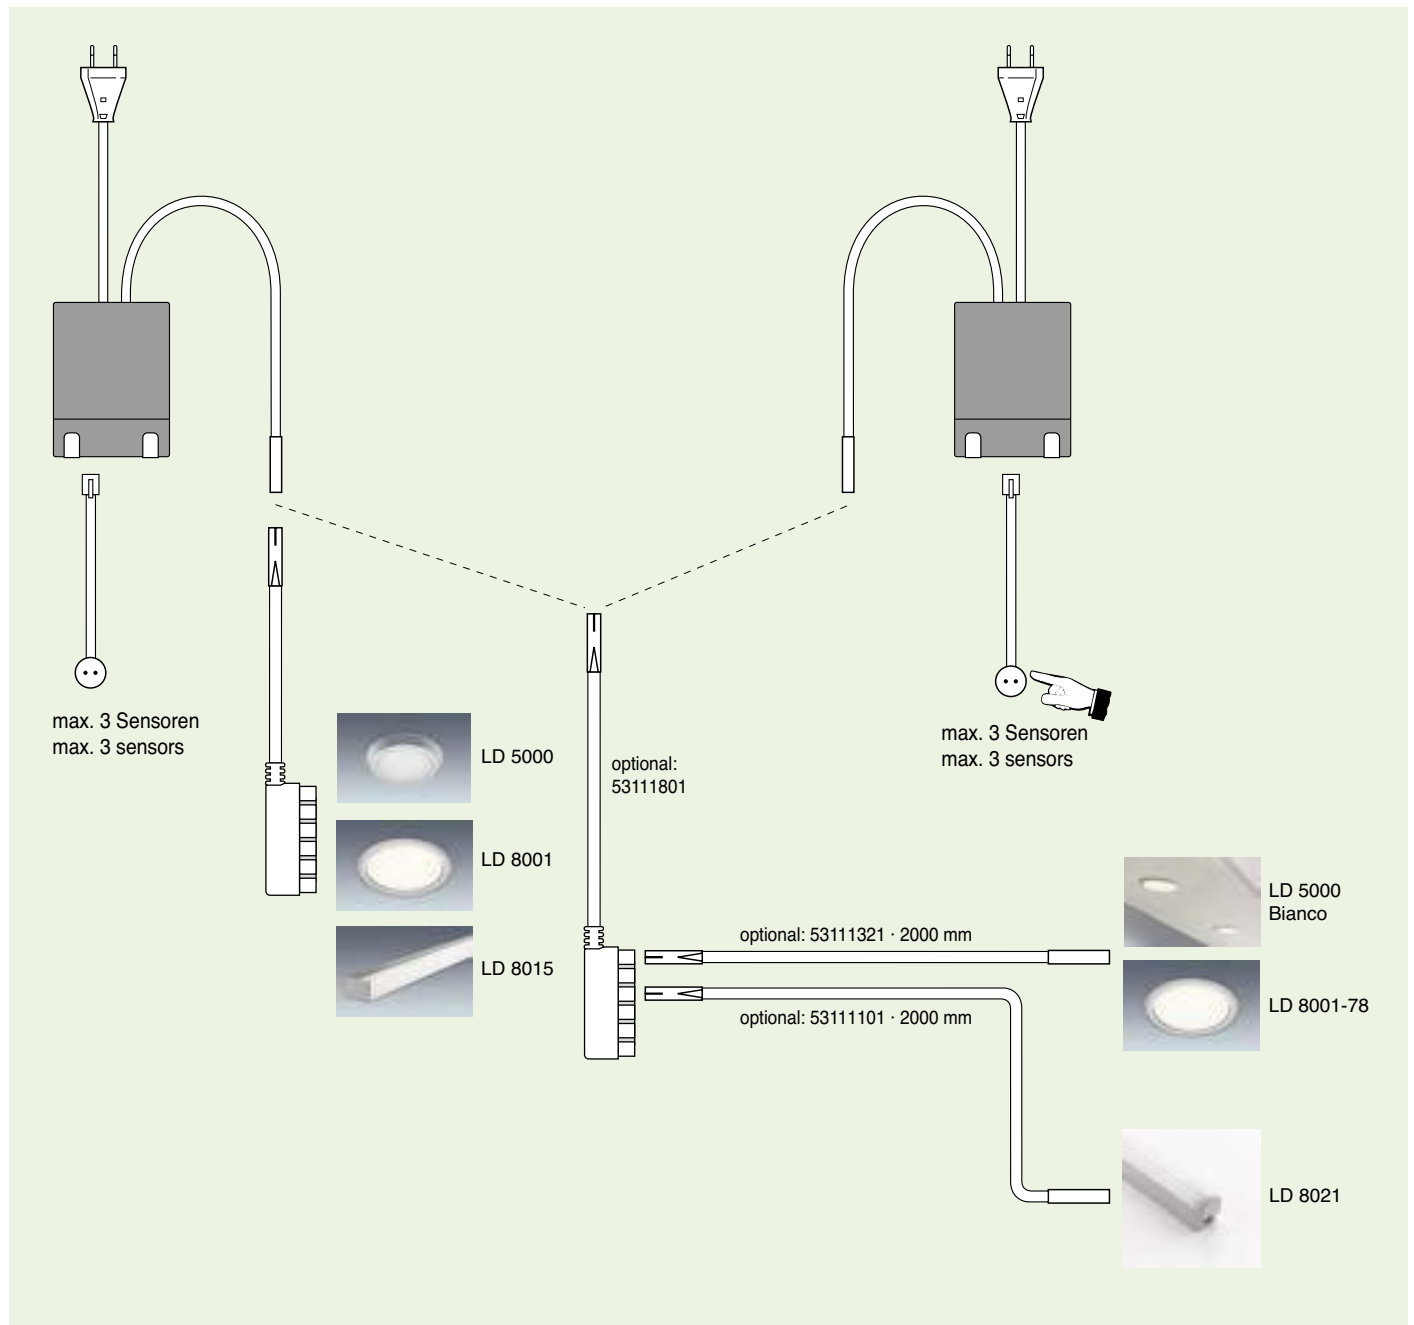 max. 3 Sensoren
max. 3 sensors
max. 3 Sensoren
max. 3 sensors
LD 5000
LD 8001
LD 8015
optional:
53111801
optional: 53111321 · 2000 mm
optional: 53111101 · 2000 mm
LD 5000
Bianco
LD 8001-78
LD 8021